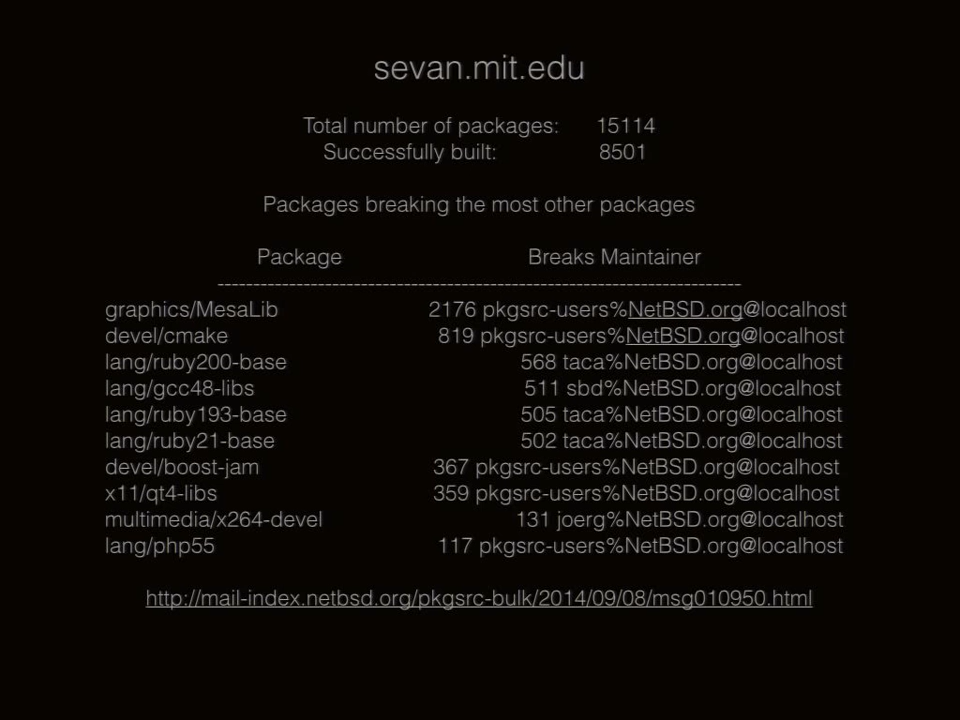 sevan.mit.edu
Total number of packages: 15114
Successfully built: 8501
Packages breaking the most other packages
Package Breaks Maintainer
-------------------------------------------------------------------------
graphics/MesaLib 2176 pkgsrc-users%NetBSD.org@localhost
devel/cmake 819 pkgsrc-users%NetBSD.org@localhost
lang/ruby200-base 568 taca%NetBSD.org@localhost
lang/gcc48-libs 511 sbd%NetBSD.org@localhost
lang/ruby193-base 505 taca%NetBSD.org@localhost
lang/ruby21-base 502 taca%NetBSD.org@localhost
devel/boost-jam 367 pkgsrc-users%NetBSD.org@localhost
x11/qt4-libs 359 pkgsrc-users%NetBSD.org@localhost
multimedia/x264-devel 131 joerg%NetBSD.org@localhost
lang/php55 117 pkgsrc-users%NetBSD.org@localhost
http://mail-index.netbsd.org/pkgsrc-bulk/2014/09/08/msg010950.html